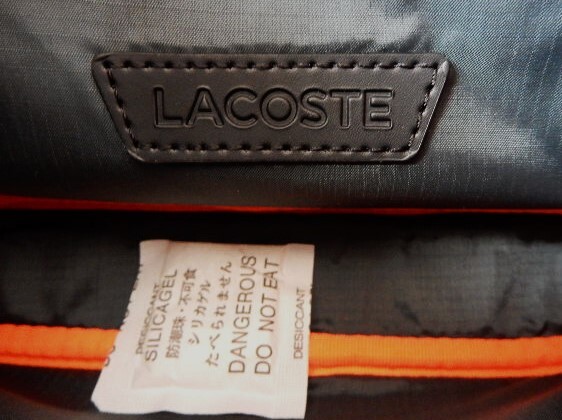 LACOSTE
DESICCANT
SILICAGEL
防潮珠·不可食
シリカゲル
たべられません
DANGEROUS
DO NOT EAT
DESICCANT